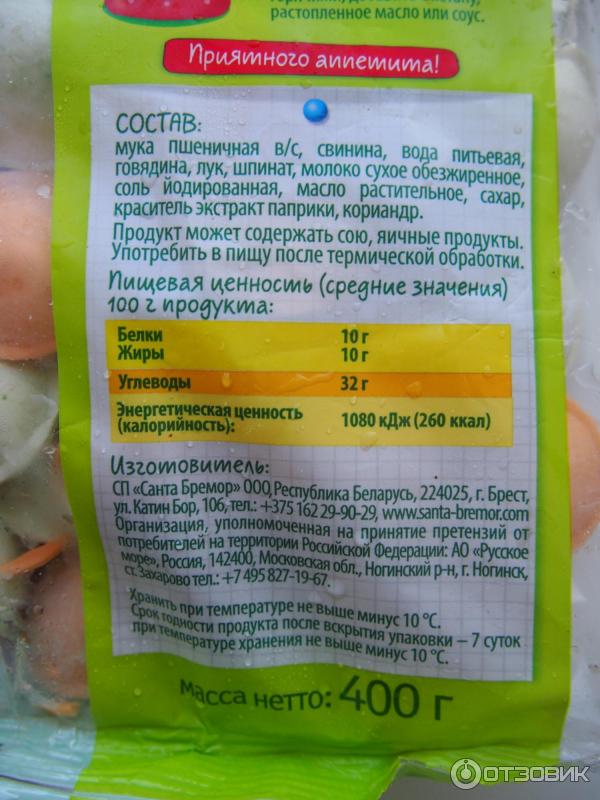 растопленное масло или соус.
Приятного аппетита!
СОСТАВ:
мука пшеничная в/с, свинина, вода питьевая,
говядина, лук, шпинат, молоко сухое обезжиренное,
соль йодированная, масло растительное, сахар,
краситель экстракт паприки, кориандр.
Продукт может содержать сою, яичные продукты.
Употребить в пищу после термической обработки.
Пищевая ценность (средние значения)
100 г продукта:
Белки 10 г
Жиры 10 г
Углеводы 32 г
Энергетическая ценность
(калорийность): 1080 кДж (260 ккал)
Изготовитель:
СП «Санта Бремор» ООО, Республика Беларусь, 224025, г. Брест,
ул. Катин Бор, 106, тел.: +375 162 29-90-29, www.santa-bremor.com
Организация, уполномоченная на принятие претензий от
потребителей на территории Российской Федерации: АО «Русское
море», Россия, 142400, Московская обл., Ногинский р-н, г. Ногинск,
ст. Захарово тел.: +7 495 827-19-67.
Хранить при температуре не выше минус 10 °С.
Срок годности продукта после вскрытия упаковки – 7 суток
при температуре хранения не выше минус 10 °С.
масса нетто: 400 г
ОТЗОВИК